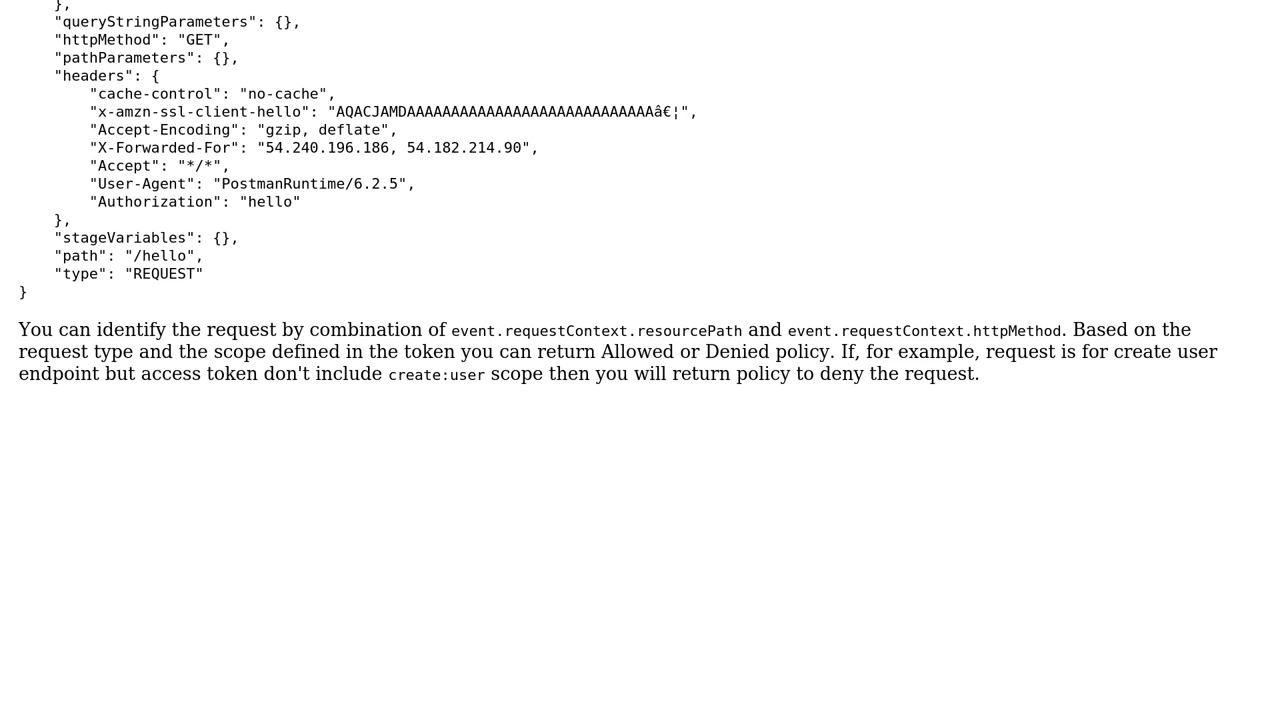 },
"queryStringParameters": {},
"httpMethod": "GET",
"pathParameters": {},
"headers": {
"cache-control": "no-cache",
"x-amzn-ssl-client-hello": "AQACJAMDAAAAAAAAAAAAAAAAAAAAAAAAAAAAâ€¦",
"Accept-Encoding": "gzip, deflate",
"X-Forwarded-For": "54.240.196.186, 54.182.214.90",
"Accept": "*/*",
"User-Agent": "PostmanRuntime/6.2.5",
"Authorization": "hello"
},
"stageVariables": {},
"path": "/hello",
"type": "REQUEST"
}
You can identify the request by combination of event.requestContext.resourcePath and event.requestContext.httpMethod. Based on the
request type and the scope defined in the token you can return Allowed or Denied policy. If, for example, request is for create user
endpoint but access token don't include create:user scope then you will return policy to deny the request.